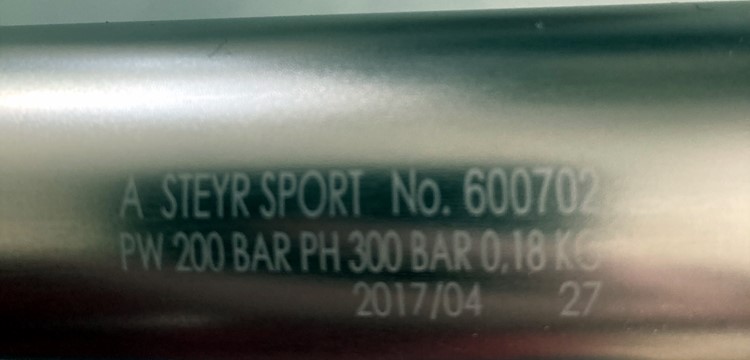 A STEYR SPORT No. 600702
PW 200 BAR PH 300 BAR 0,18 KG
2017/04 27